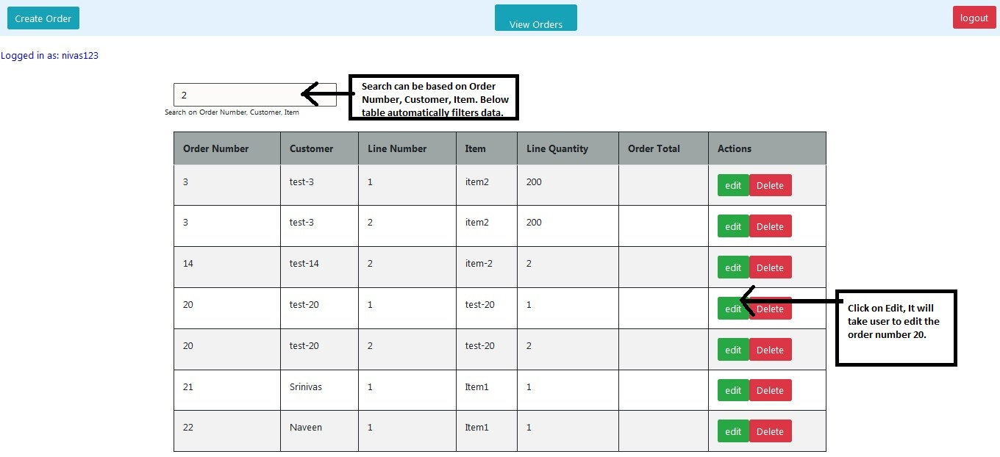 Create Order
View Orders
logout
Logged in as: nivas123
2
Search on Order Number, Customer, Item
Search can be based on Order
Number, Customer, Item. Below
table automatically filters data.
Order Number Customer Line Number Item Line Quantity Order Total Actions
3 test-3 1 item2 200 edit Delete
3 test-3 2 item2 200 edit Delete
14 test-14 2 item-2 2 edit Delete
20 test-20 1 test-20 1 edit Delete
Click on Edit, It will
take user to edit the
order number 20.
20 test-20 2 test-20 2 edit Delete
21 Srinivas 1 Item1 1 edit Delete
22 Naveen 1 Item1 1 edit Delete